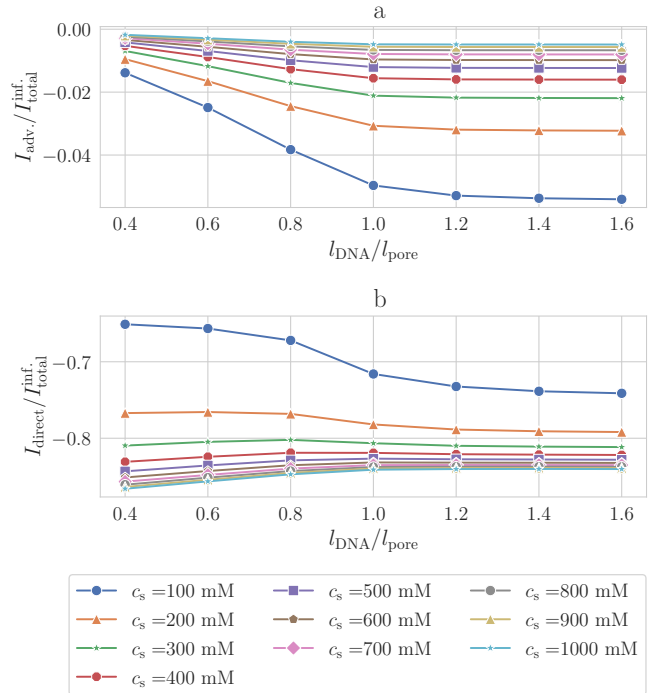 a
0.00
−0.02
−0.04
I_adv./I_total^inf.
0.4 0.6 0.8 1.0 1.2 1.4 1.6
l_DNA/l_pore
b
−0.7
−0.8
I_direct/I_total^inf.
0.4 0.6 0.8 1.0 1.2 1.4 1.6
l_DNA/l_pore
c_s =100 mM c_s =500 mM c_s =800 mM
c_s =200 mM c_s =600 mM c_s =900 mM
c_s =300 mM c_s =700 mM c_s =1000 mM
c_s =400 mM